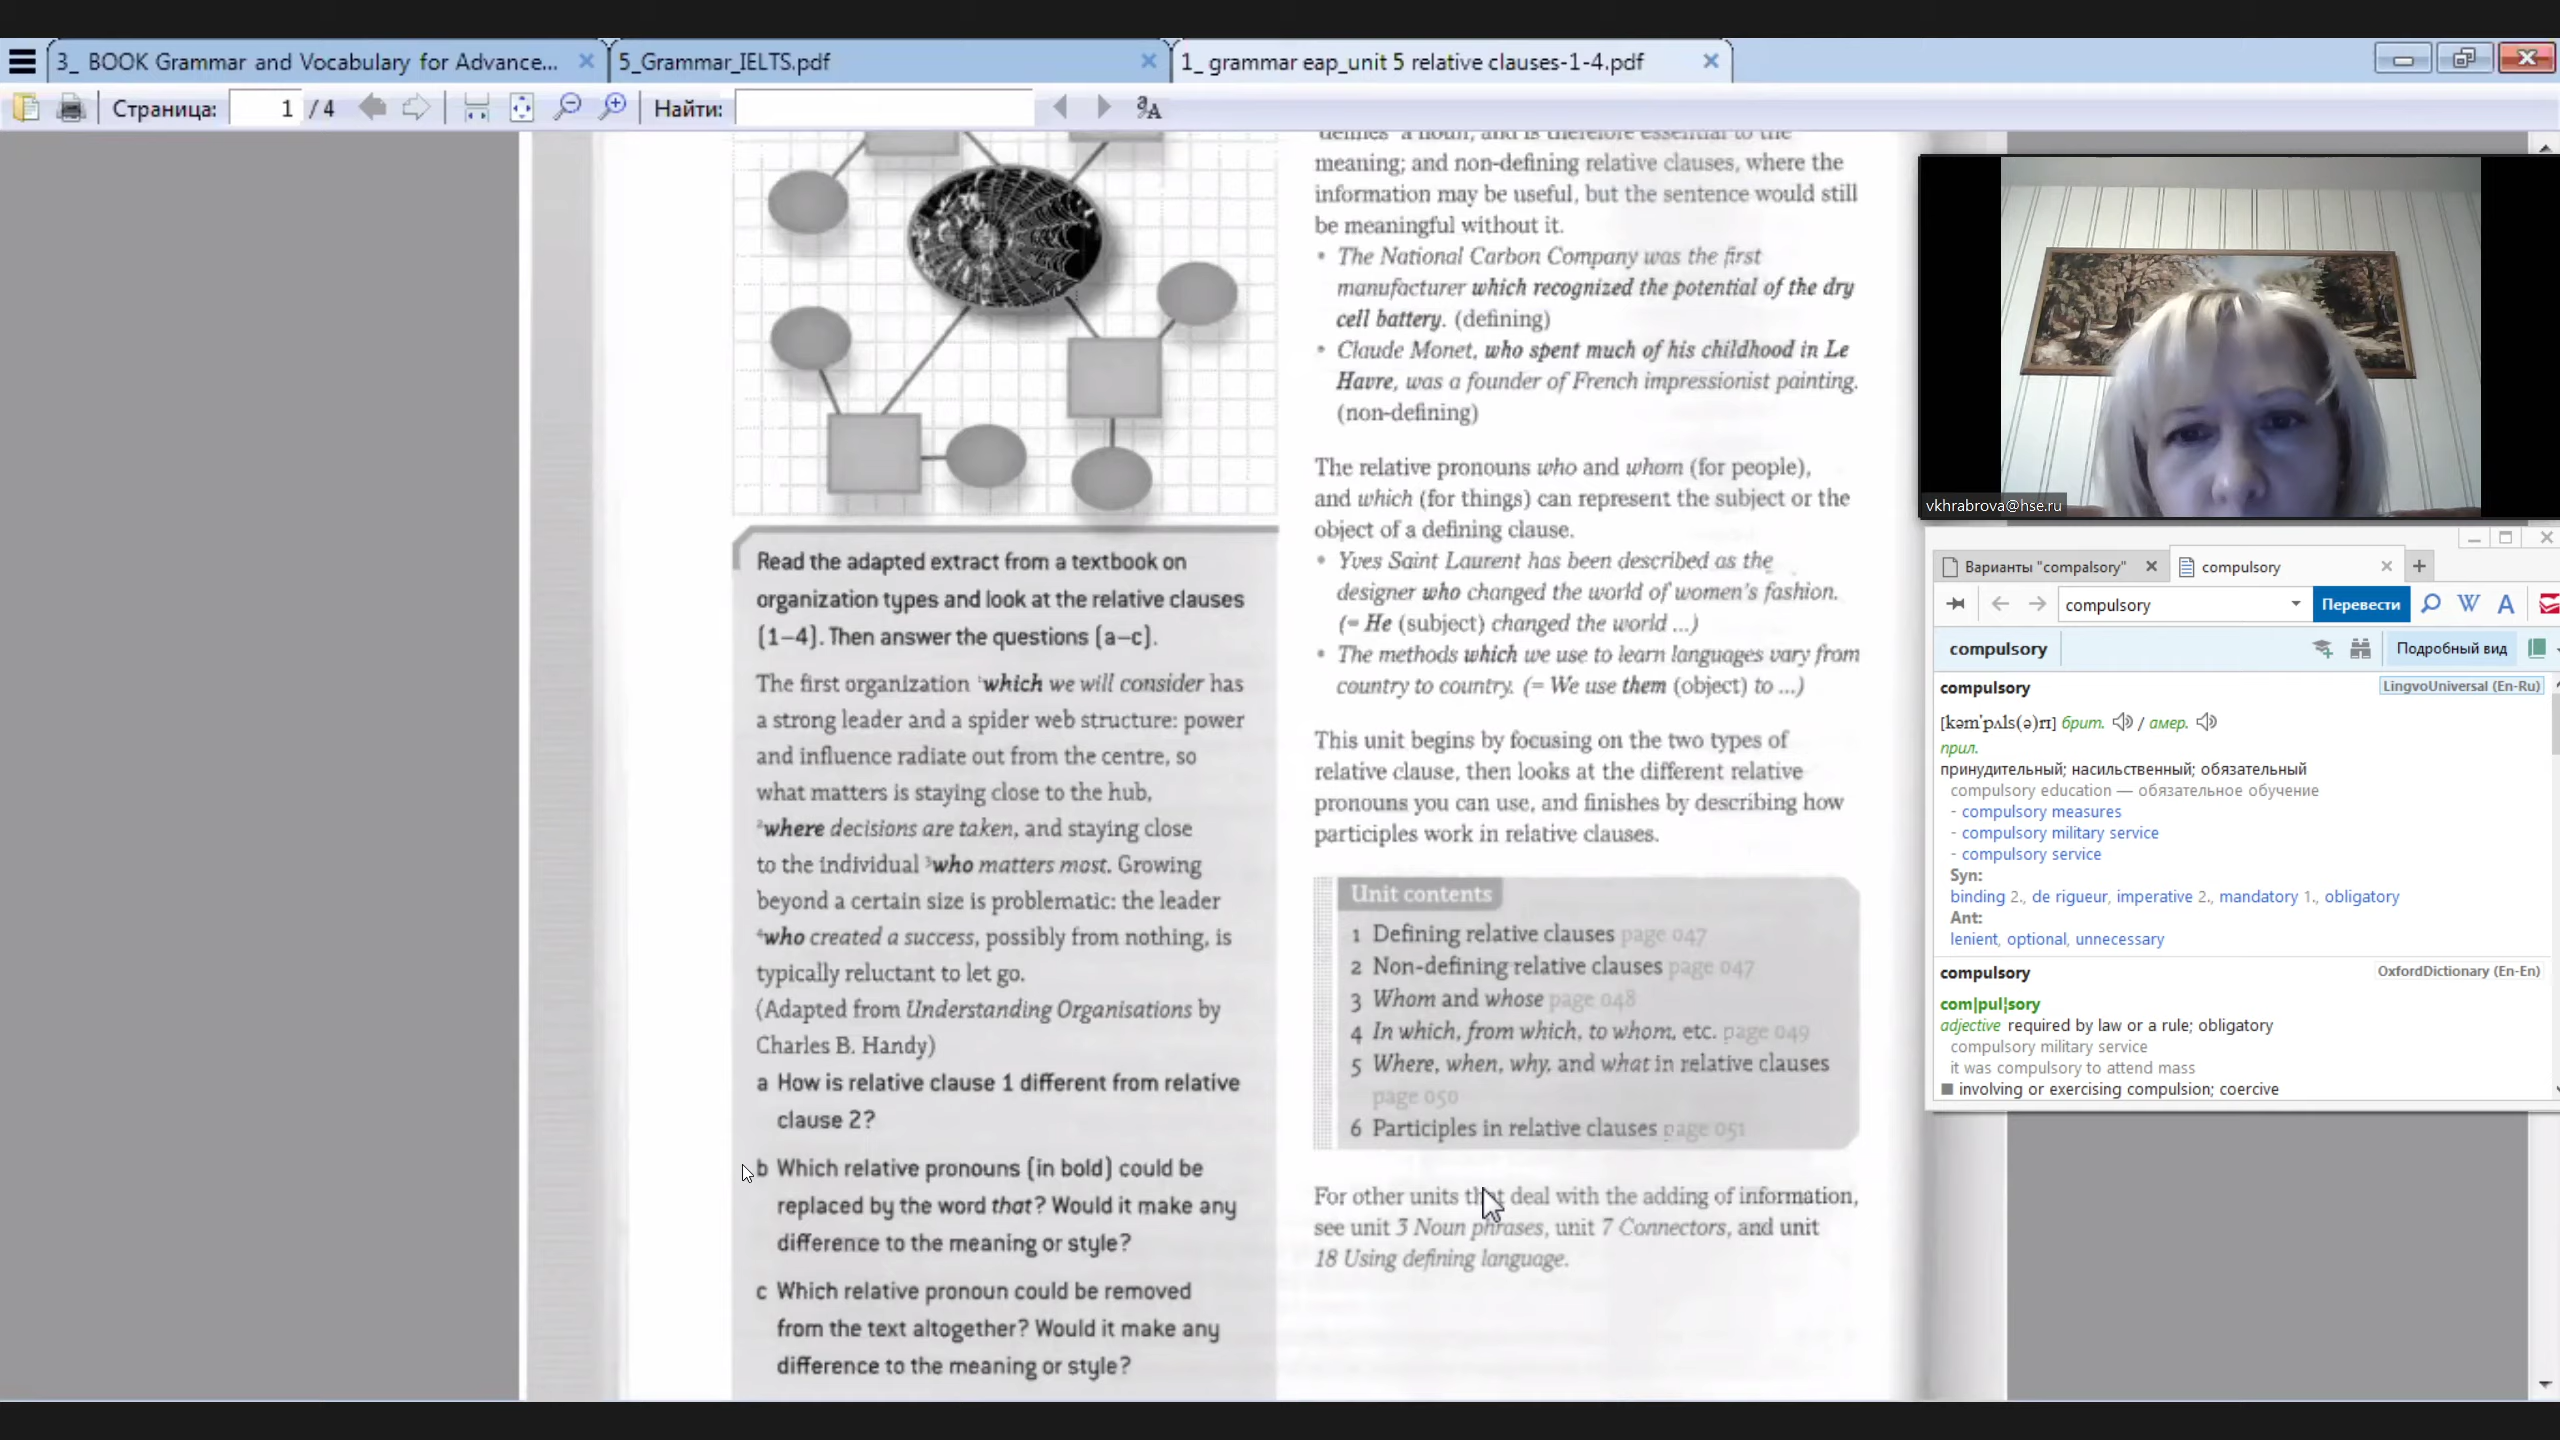 3_ BOOK Grammar and Vocabulary for Advance...
5_Grammar_IELTS.pdf
1_ grammar eap_unit 5 relative clauses-1-4.pdf
Страница: 1 / 4
Найти:
"defines" a noun, and is therefore essential to the
meaning; and non-defining relative clauses, where the
information may be useful, but the sentence would still
be meaningful without it.
• The National Carbon Company was the first
manufacturer which recognized the potential of the dry
cell battery. (defining)
• Claude Monet, who spent much of his childhood in Le
Havre, was a founder of French impressionist painting.
(non-defining)
The relative pronouns who and whom (for people),
and which (for things) can represent the subject or the
object of a defining clause.
• Yves Saint Laurent has been described as the
designer who changed the world of women's fashion.
(= He (subject) changed the world ...)
• The methods which we use to learn languages vary from
country to country. (= We use them (object) to ...)
This unit begins by focusing on the two types of
relative clause, then looks at the different relative
pronouns you can use, and finishes by describing how
participles work in relative clauses.
Unit contents
1 Defining relative clauses page 047
2 Non-defining relative clauses page 047
3 Whom and whose page 048
4 In which, from which, to whom, etc. page 049
5 Where, when, why, and what in relative clauses
page 050
6 Participles in relative clauses page 051
For other units that deal with the adding of information,
see unit 3 Noun phrases, unit 7 Connectors, and unit
18 Using defining language.
Read the adapted extract from a textbook on
organization types and look at the relative clauses
(1–4). Then answer the questions (a–c).
The first organization ¹which we will consider has
a strong leader and a spider web structure: power
and influence radiate out from the centre, so
what matters is staying close to the hub,
²where decisions are taken, and staying close
to the individual ³who matters most. Growing
beyond a certain size is problematic: the leader
⁴who created a success, possibly from nothing, is
typically reluctant to let go.
(Adapted from Understanding Organisations by
Charles B. Handy)
a How is relative clause 1 different from relative
clause 2?
b Which relative pronouns (in bold) could be
replaced by the word that? Would it make any
difference to the meaning or style?
c Which relative pronoun could be removed
from the text altogether? Would it make any
difference to the meaning or style?
vkhrabrova@hse.ru
Варианты "compalsory"
compulsory
compulsory Перевести
compulsory Подробный вид
compulsory LingvoUniversal (En-Ru)
[kəm'pʌls(ə)rɪ] брит. / амер.
прил.
принудительный; насильственный; обязательный
compulsory education — обязательное обучение
- compulsory measures
- compulsory military service
- compulsory service
Syn:
binding 2., de rigueur, imperative 2., mandatory 1., obligatory
Ant:
lenient, optional, unnecessary
compulsory OxfordDictionary (En-En)
com|pul¦sory
adjective required by law or a rule; obligatory
compulsory military service
it was compulsory to attend mass
■ involving or exercising compulsion; coercive